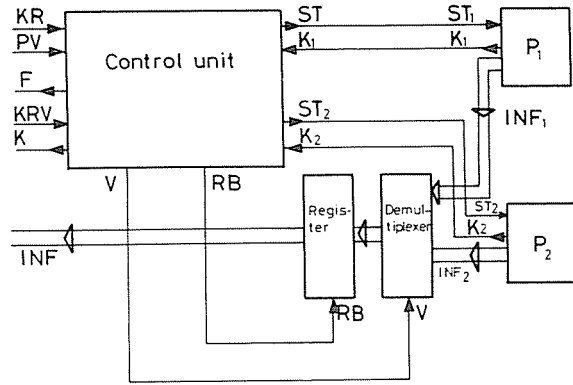 KR
PV
F
KRV
K
Control unit
ST
K1
ST2
K2
ST1
K1
P1
INF1
V
RB
Regis-
ter
Demul-
tiplexer
ST2
K2
P2
INF2
INF
RB
V